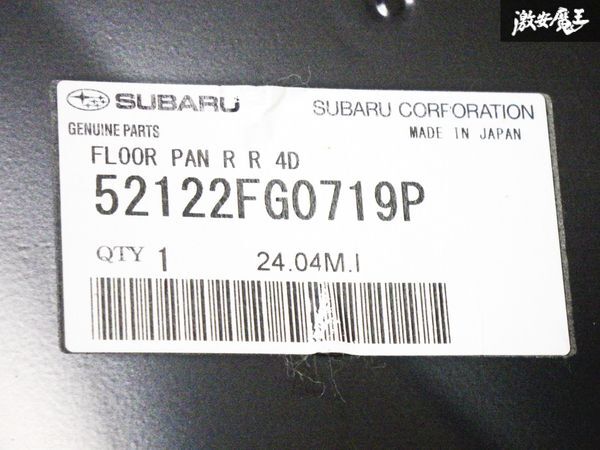 激安魔王
SUBARU SUBARU CORPORATION
GENUINE PARTS MADE IN JAPAN
FLOOR PAN R R 4D
52122FG0719P
QTY 1 24.04M.I